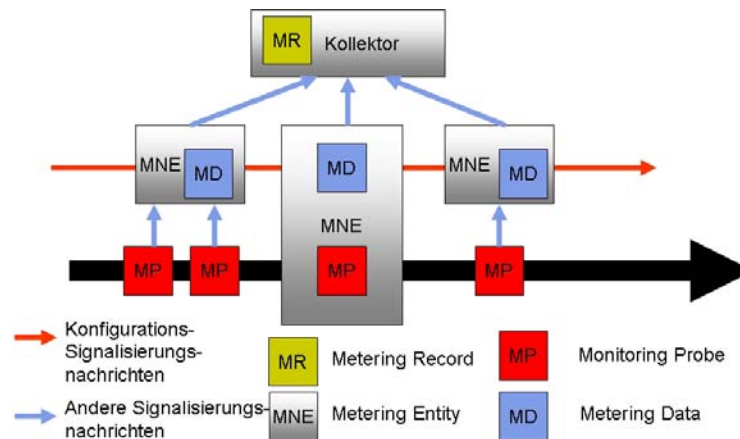 MR Kollektor
MNE MD
MD
MNE MD
MNE
MP MP MP MP
Konfigurations-
Signalisierungs-
nachrichten
Andere Signalisierungs-
nachrichten
MR Metering Record
MNE Metering Entity
MP Monitoring Probe
MD Metering Data